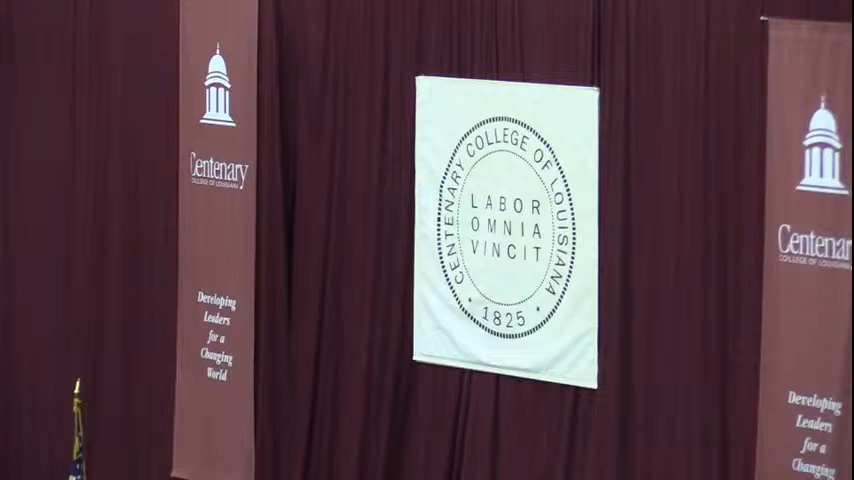 Centenary
COLLEGE OF LOUISIANA
Developing
Leaders
for a
Changing
World
CENTENARY COLLEGE OF LOUISIANA
LABOR
OMNIA
VINCIT
• 1825 •
Centenar
COLLEGE OF LOUISIANA
Developing
Leaders
for a
Changing